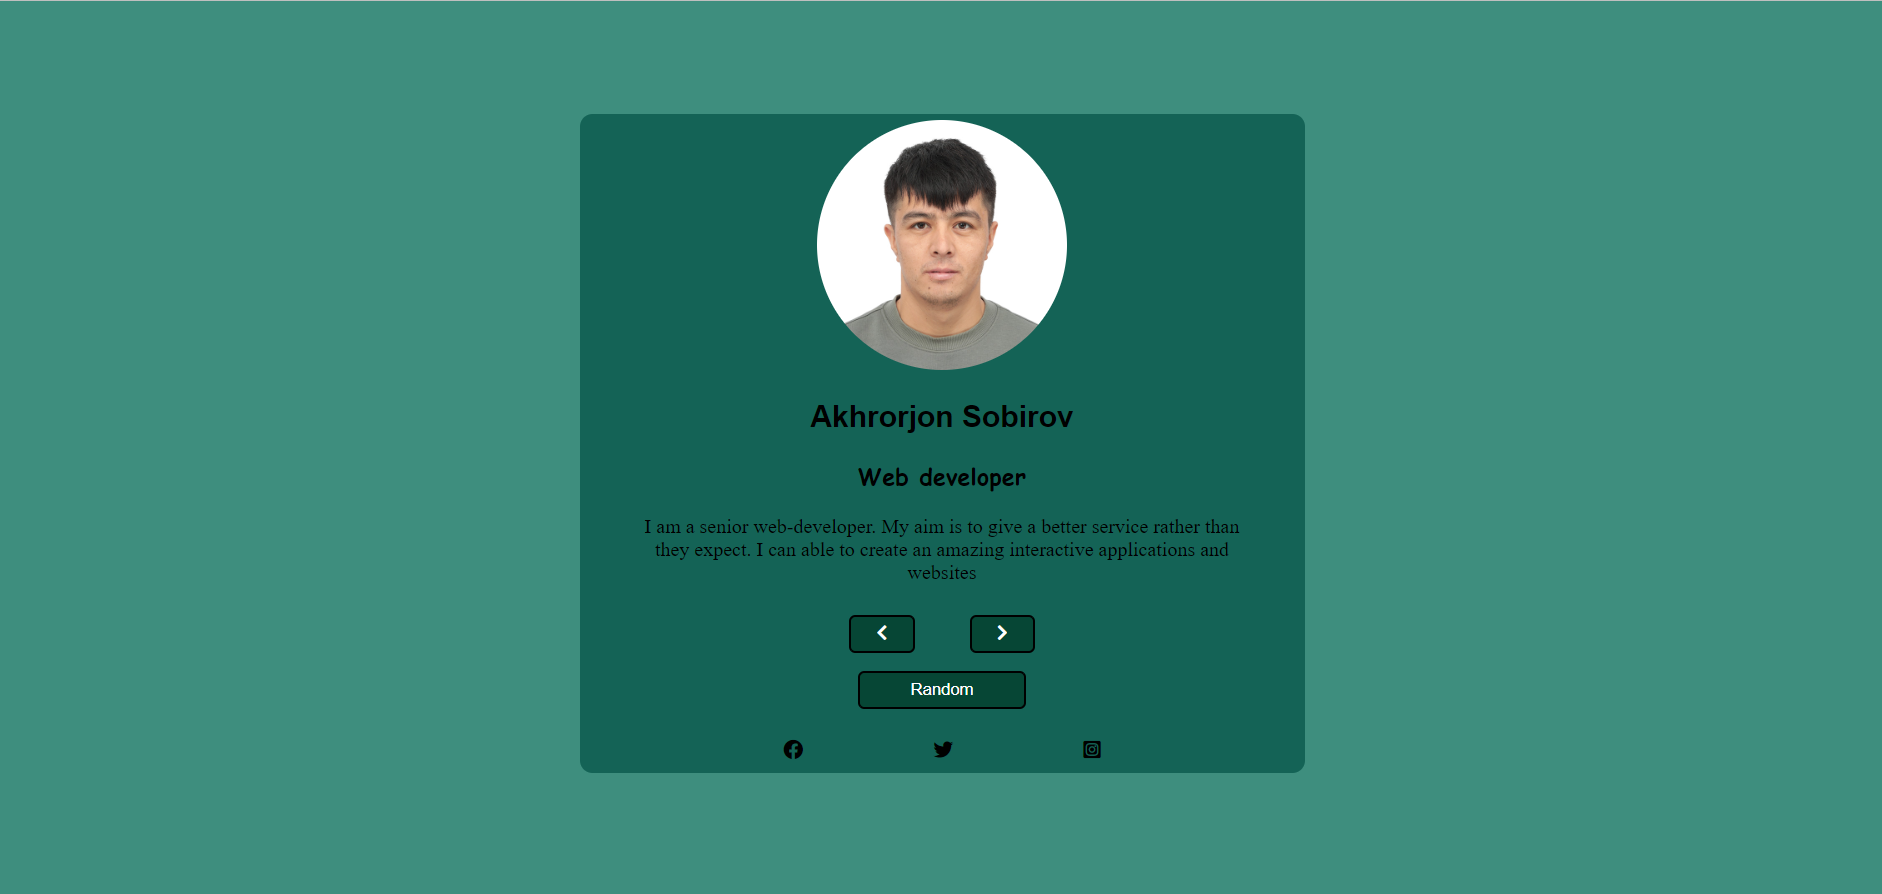 Akhrorjon Sobirov
Web developer
I am a senior web-developer. My aim is to give a better service rather than
they expect. I can able to create an amazing interactive applications and
websites
Random